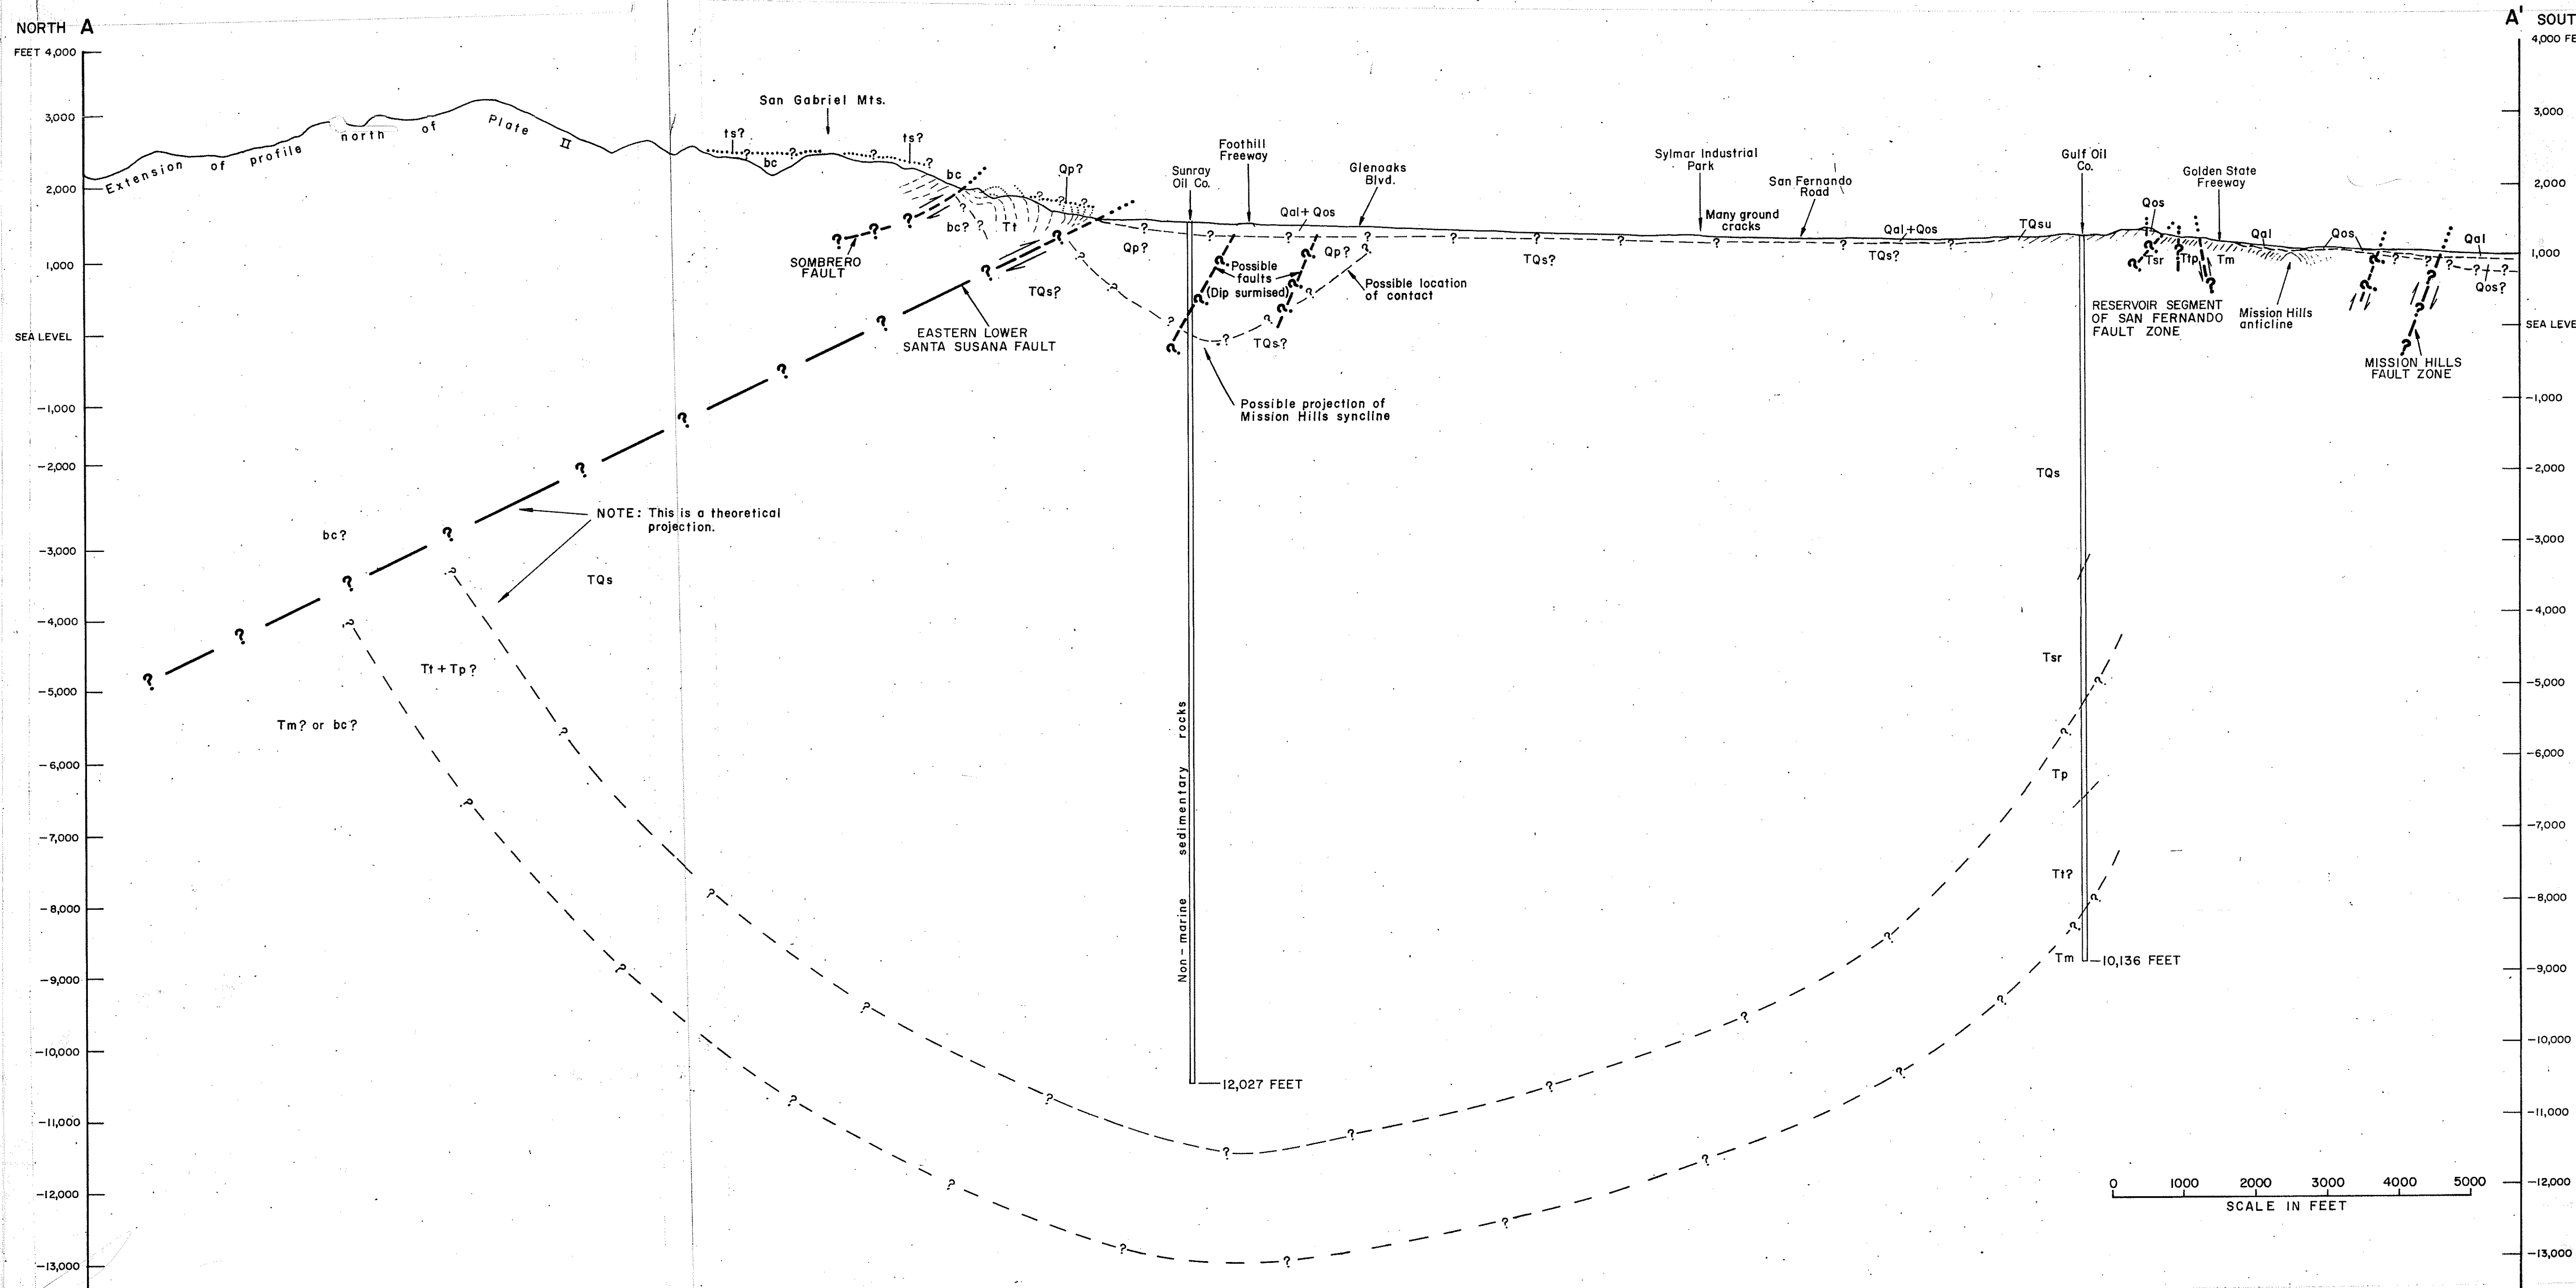 NORTH A
A' SOUT
FEET 4,000
4,000 FE
3,000
2,000
1,000
SEA LEVEL
-1,000
-2,000
-3,000
-4,000
-5,000
-6,000
-7,000
-8,000
-9,000
-10,000
-11,000
-12,000
-13,000
Extension of profile north of Plate II
San Gabriel Mts.
ts?
ts?
?
?
?
?
bc
bc
Qp?
?
?
?
bc?
?
?
Tt
SOMBRERO
FAULT
?
?
?
?
?
Qp?
TQs?
EASTERN LOWER
SANTA SUSANA FAULT
?
?
?
?
?
?
?
?
?
NOTE: This is a theoretical
projection.
bc?
TQs
Tt + Tp?
Tm? or bc?
Sunray
Oil Co.
Foothill
Freeway
Glenoaks
Blvd.
Qal + Qos
Qp?
Possible
faults
(Dip surmised)
Possible location
of contact
TQs?
Possible projection of
Mission Hills syncline
Non-marine sedimentary rocks
12,027 FEET
Sylmar Industrial
Park
San Fernando
Road
Many ground
cracks
TQs?
Qal+Qos
TQs?
TQsu
Gulf Oil
Co.
Golden State
Freeway
Qos
Tsr
Ttp
Tm
Qal
Qos
Qal
Qos?
RESERVOIR SEGMENT
OF SAN FERNANDO
FAULT ZONE
Mission Hills
anticline
MISSION HILLS
FAULT ZONE
TQs
Tsr
Tp
Tt?
Tm
10,136 FEET
3,000
2,000
1,000
SEA LEVE
-1,000
-2,000
-3,000
-4,000
-5,000
-6,000
-7,000
-8,000
-9,000
-10,000
-11,000
-12,000
-13,000
0 1000 2000 3000 4000 5000
SCALE IN FEET